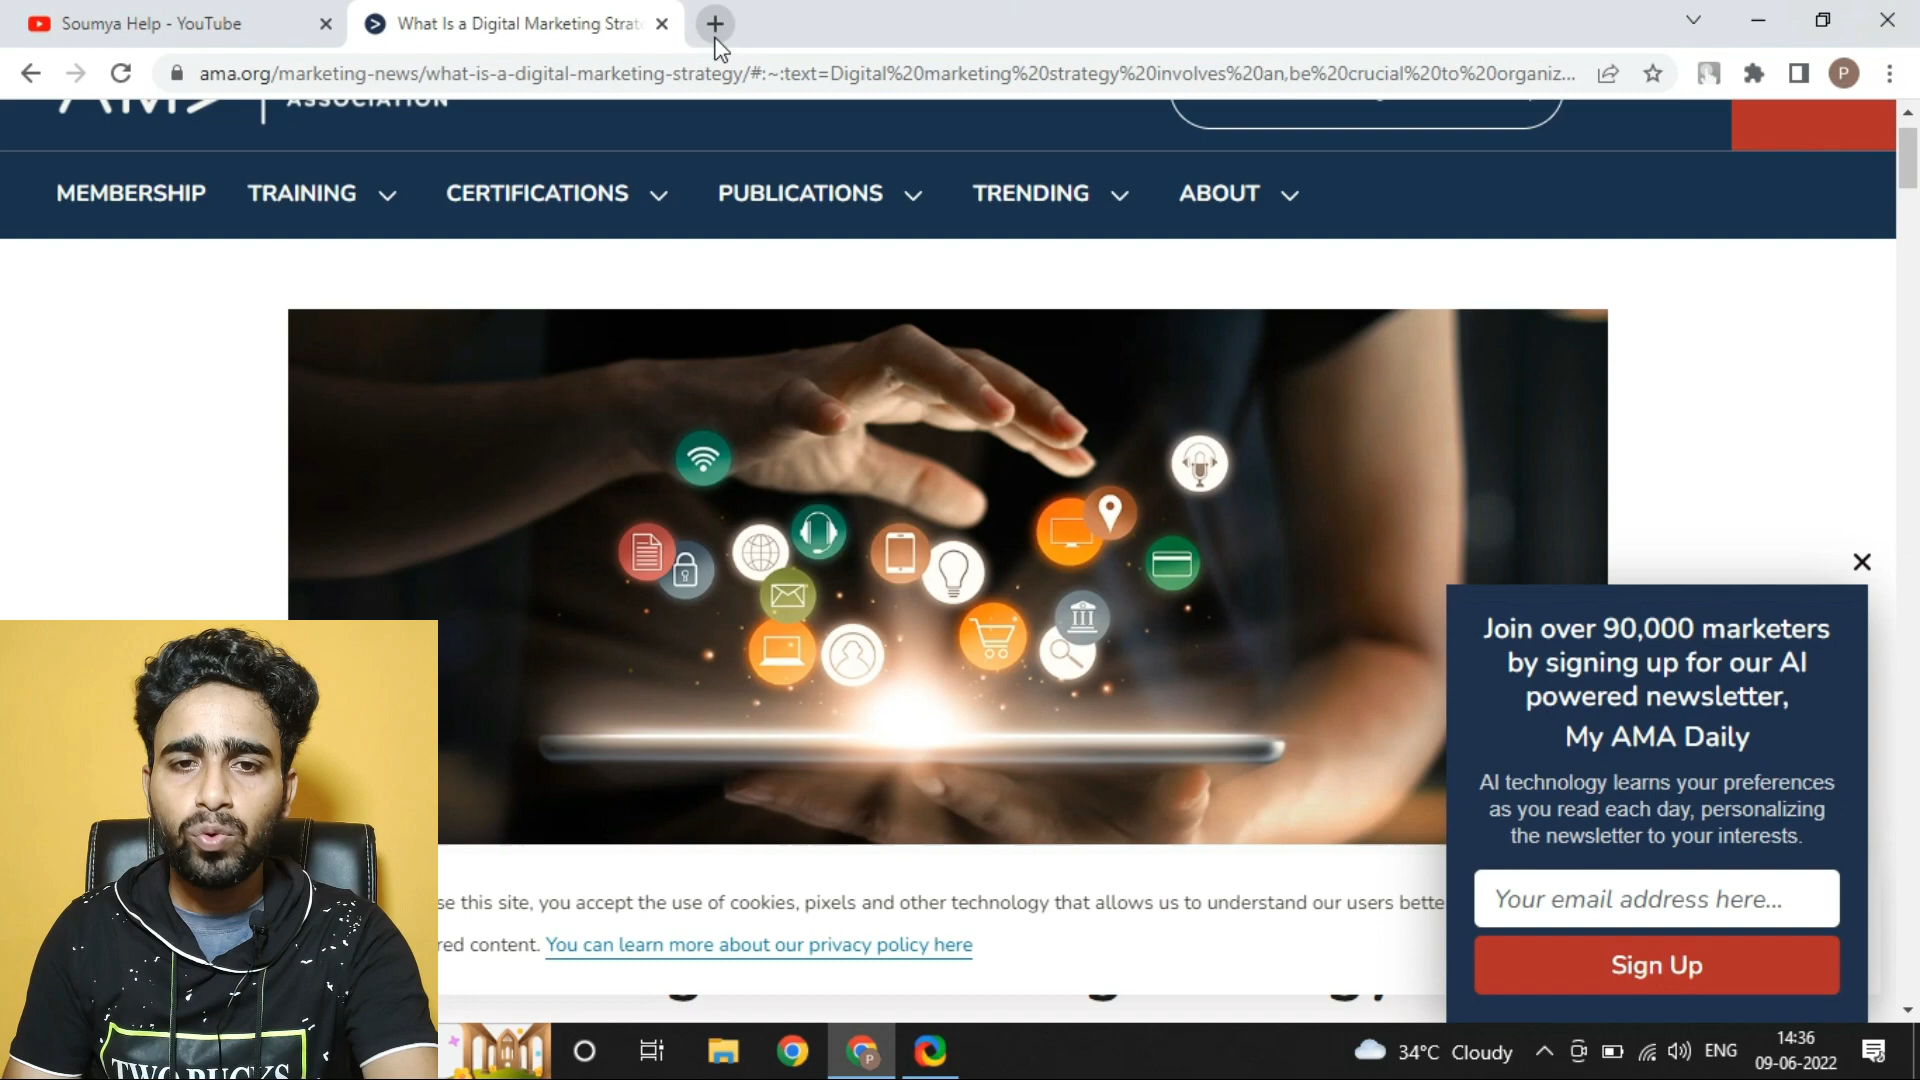 Soumya Help - YouTube
What Is a Digital Marketing Strat
ama.org/marketing-news/what-is-a-digital-marketing-strategy/#:~:text=Digital%20marketing%20strategy%20involves%20an,be%20crucial%20to%20organiz...
P
ASSOCIATION
MEMBERSHIP TRAINING CERTIFICATIONS PUBLICATIONS TRENDING ABOUT
Join over 90,000 marketers
by signing up for our AI
powered newsletter,
My AMA Daily
AI technology learns your preferences
as you read each day, personalizing
the newsletter to your interests.
Your email address here...
Sign Up
se this site, you accept the use of cookies, pixels and other technology that allows us to understand our users bette
red content. You can learn more about our privacy policy here
TWO BUCKS
P
34°C Cloudy
ENG
14:36
09-06-2022